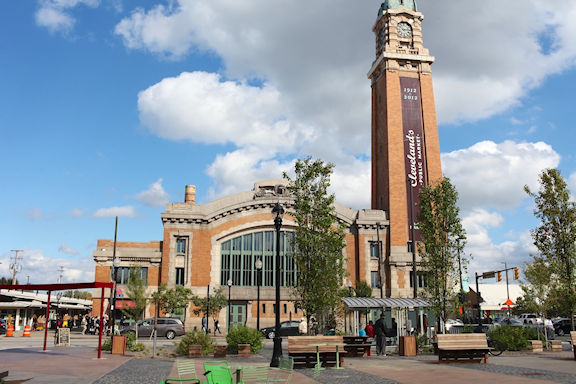 1912
2012
Cleveland's
PUBLIC MARKET